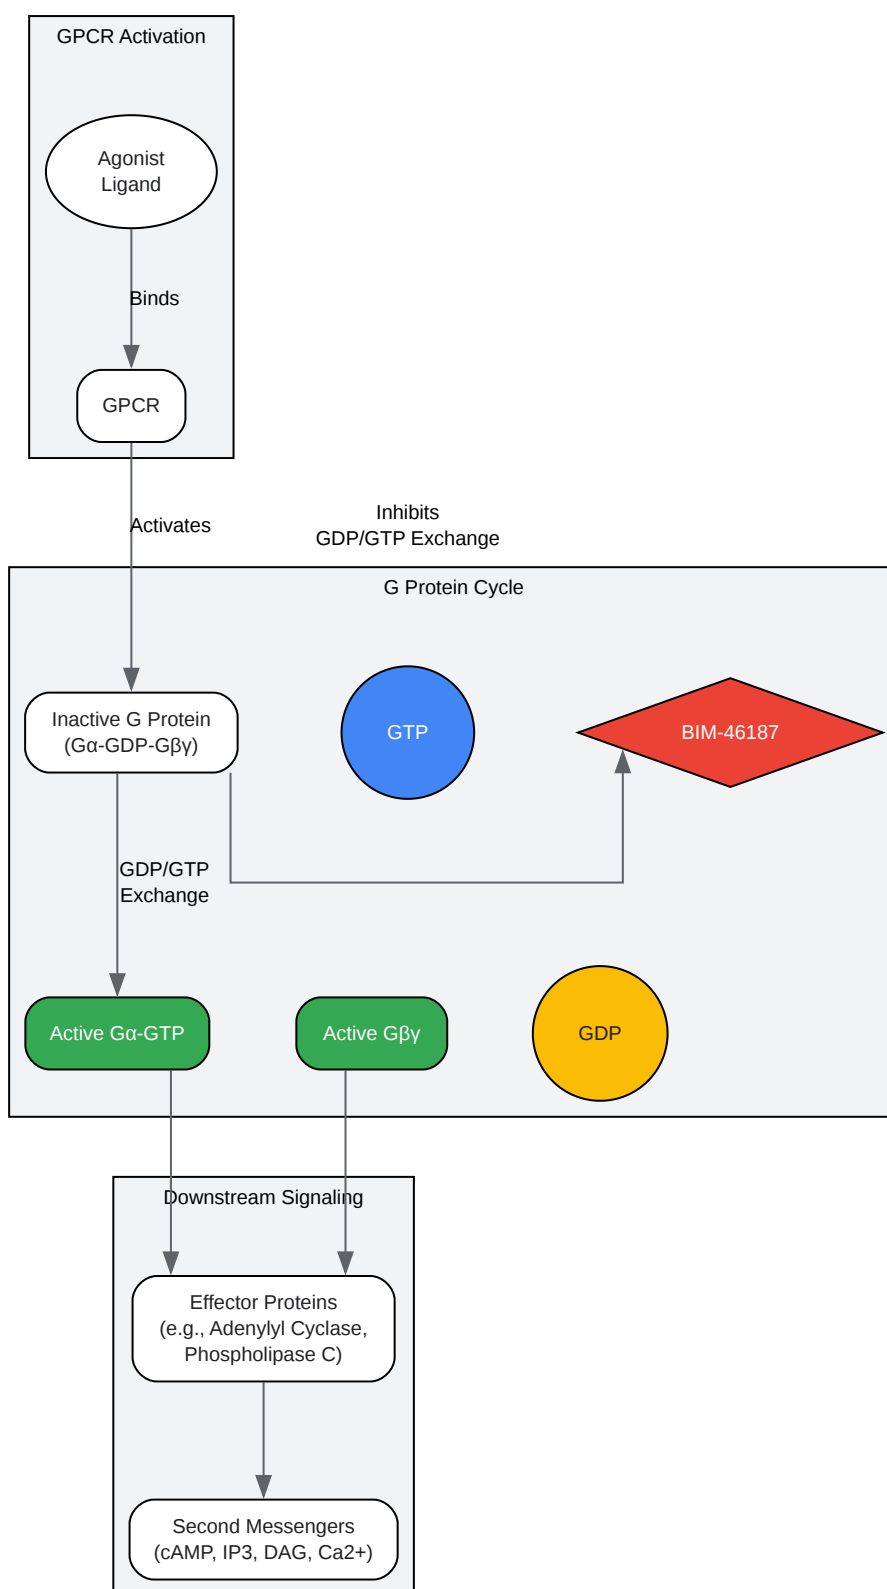 GPCR Activation
Agonist
Ligand
Binds
GPCR
Activates
Inhibits
GDP/GTP Exchange
G Protein Cycle
Inactive G Protein
(Gα-GDP-Gβγ)
GTP
BIM-46187
GDP/GTP
Exchange
Active Gα-GTP
Active Gβγ
GDP
Downstream Signaling
Effector Proteins
(e.g., Adenylyl Cyclase,
Phospholipase C)
Second Messengers
(cAMP, IP3, DAG, Ca2+)